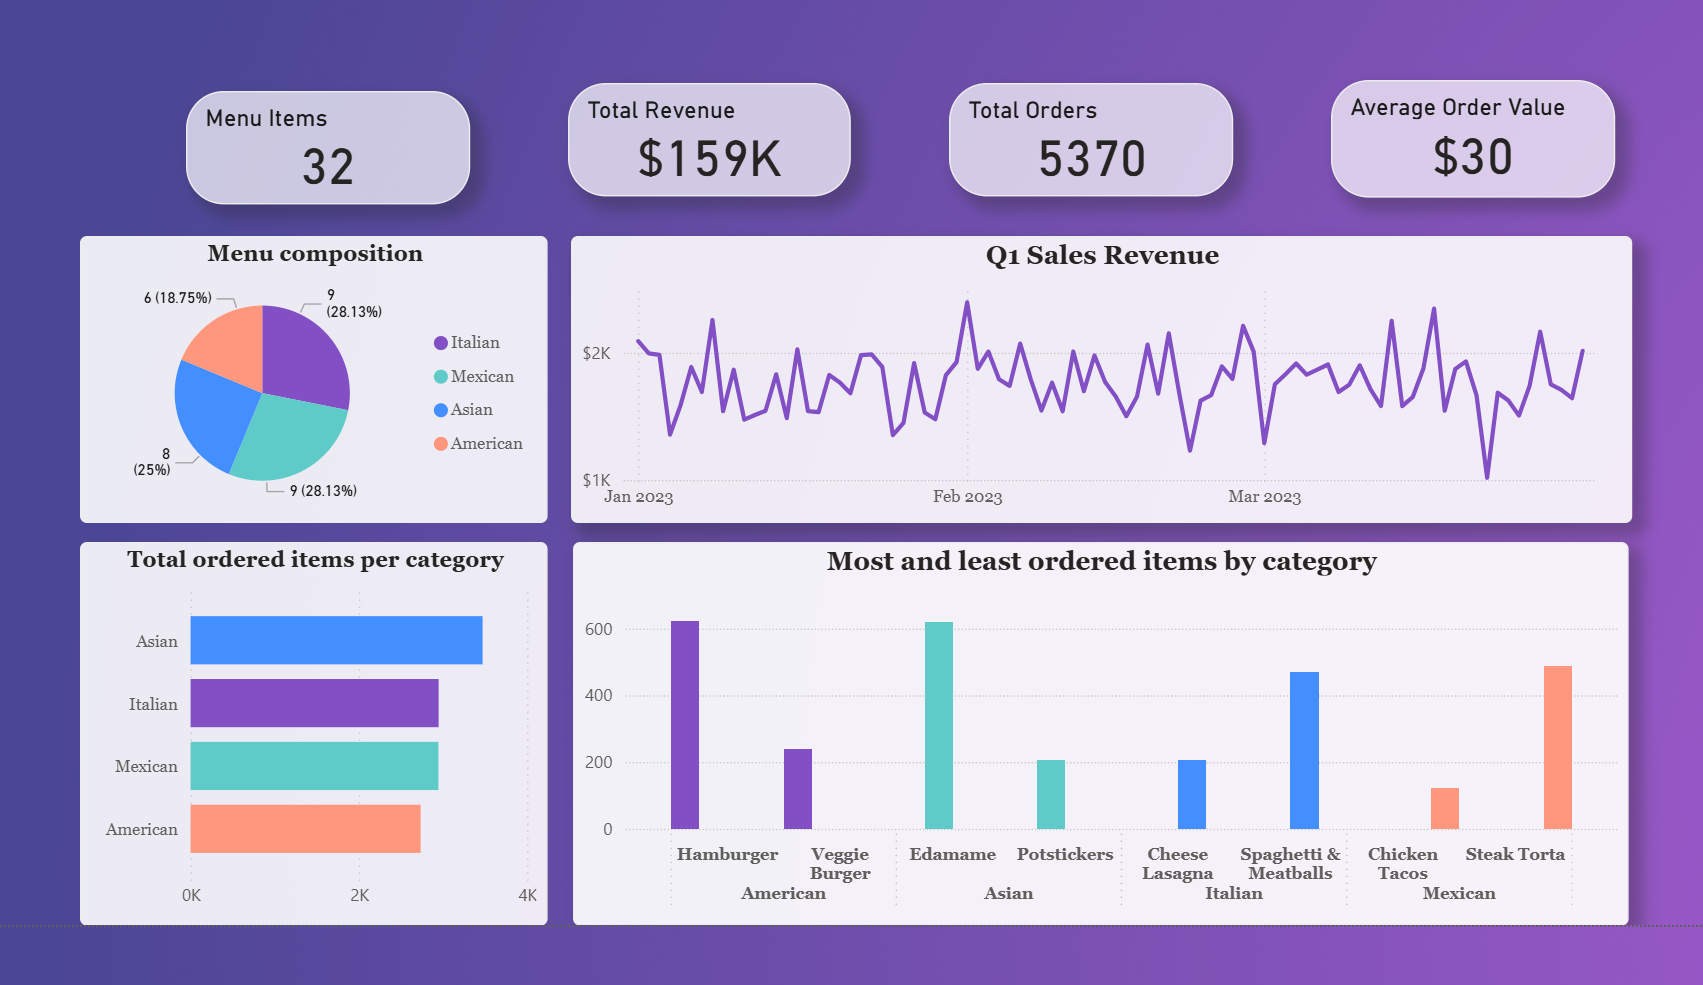 Menu Items
32
Total Revenue
$159K
Total Orders
5370
Average Order Value
$30
Menu composition
6 (18.75%)
9
(28.13%)
8
(25%)
9 (28.13%)
Italian
Mexican
Asian
American
Q1 Sales Revenue
$2K
$1K
Jan 2023
Feb 2023
Mar 2023
Total ordered items per category
Asian
Italian
Mexican
American
0K
2K
4K
Most and least ordered items by category
600
400
200
0
Hamburger
Veggie
Burger
Edamame
Potstickers
Cheese
Lasagna
Spaghetti &
Meatballs
Chicken
Tacos
Steak Torta
American
Asian
Italian
Mexican